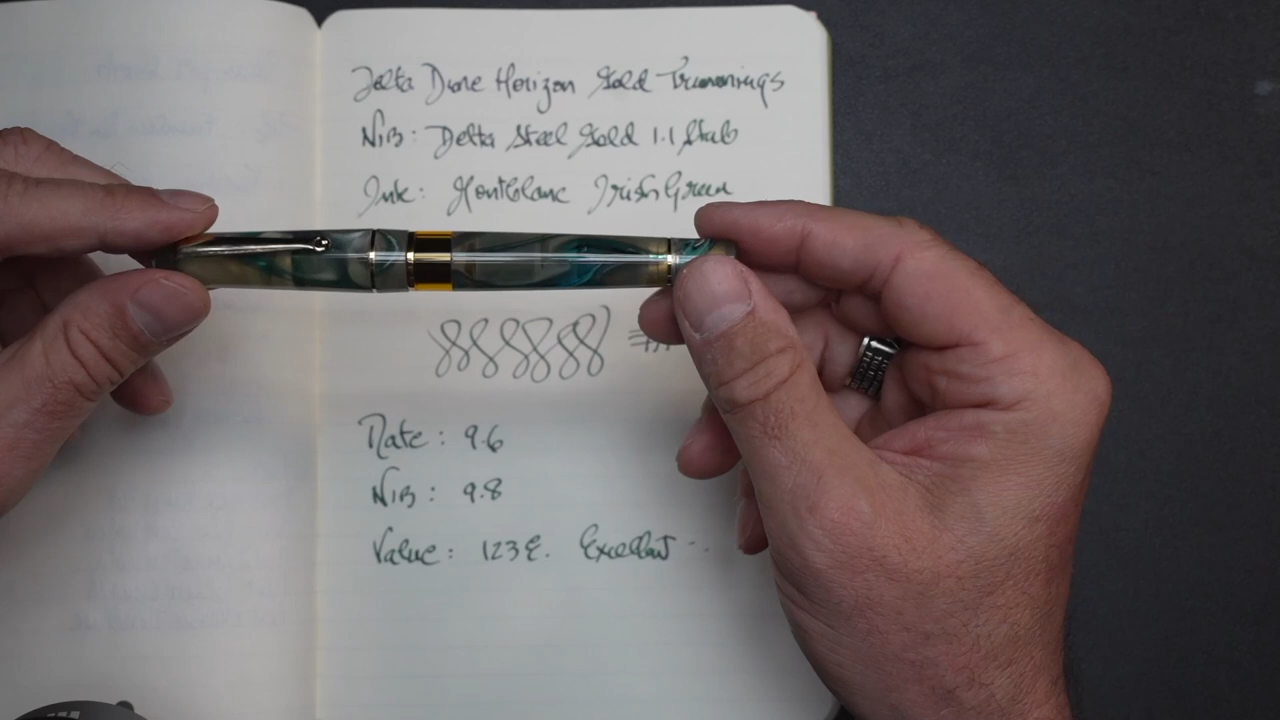 Delta Dune Horizon Gold Trimmings
Nib: Delta Steel Gold 1.1 Stub
Ink: Montblanc Irish Green
Rate: 9.6
Nib: 9.8
Value: 123€. Excellent ..